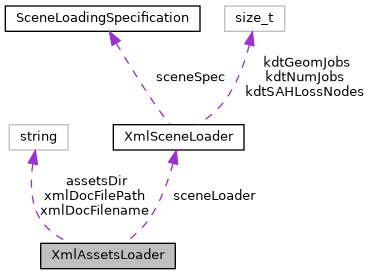 SceneLoadingSpecification
size_t
sceneSpec
kdtGeomJobs
kdtNumJobs
kdtSAHLossNodes
string
XmlSceneLoader
assetsDir
xmlDocFilePath
xmlDocFilename
sceneLoader
XmlAssetsLoader